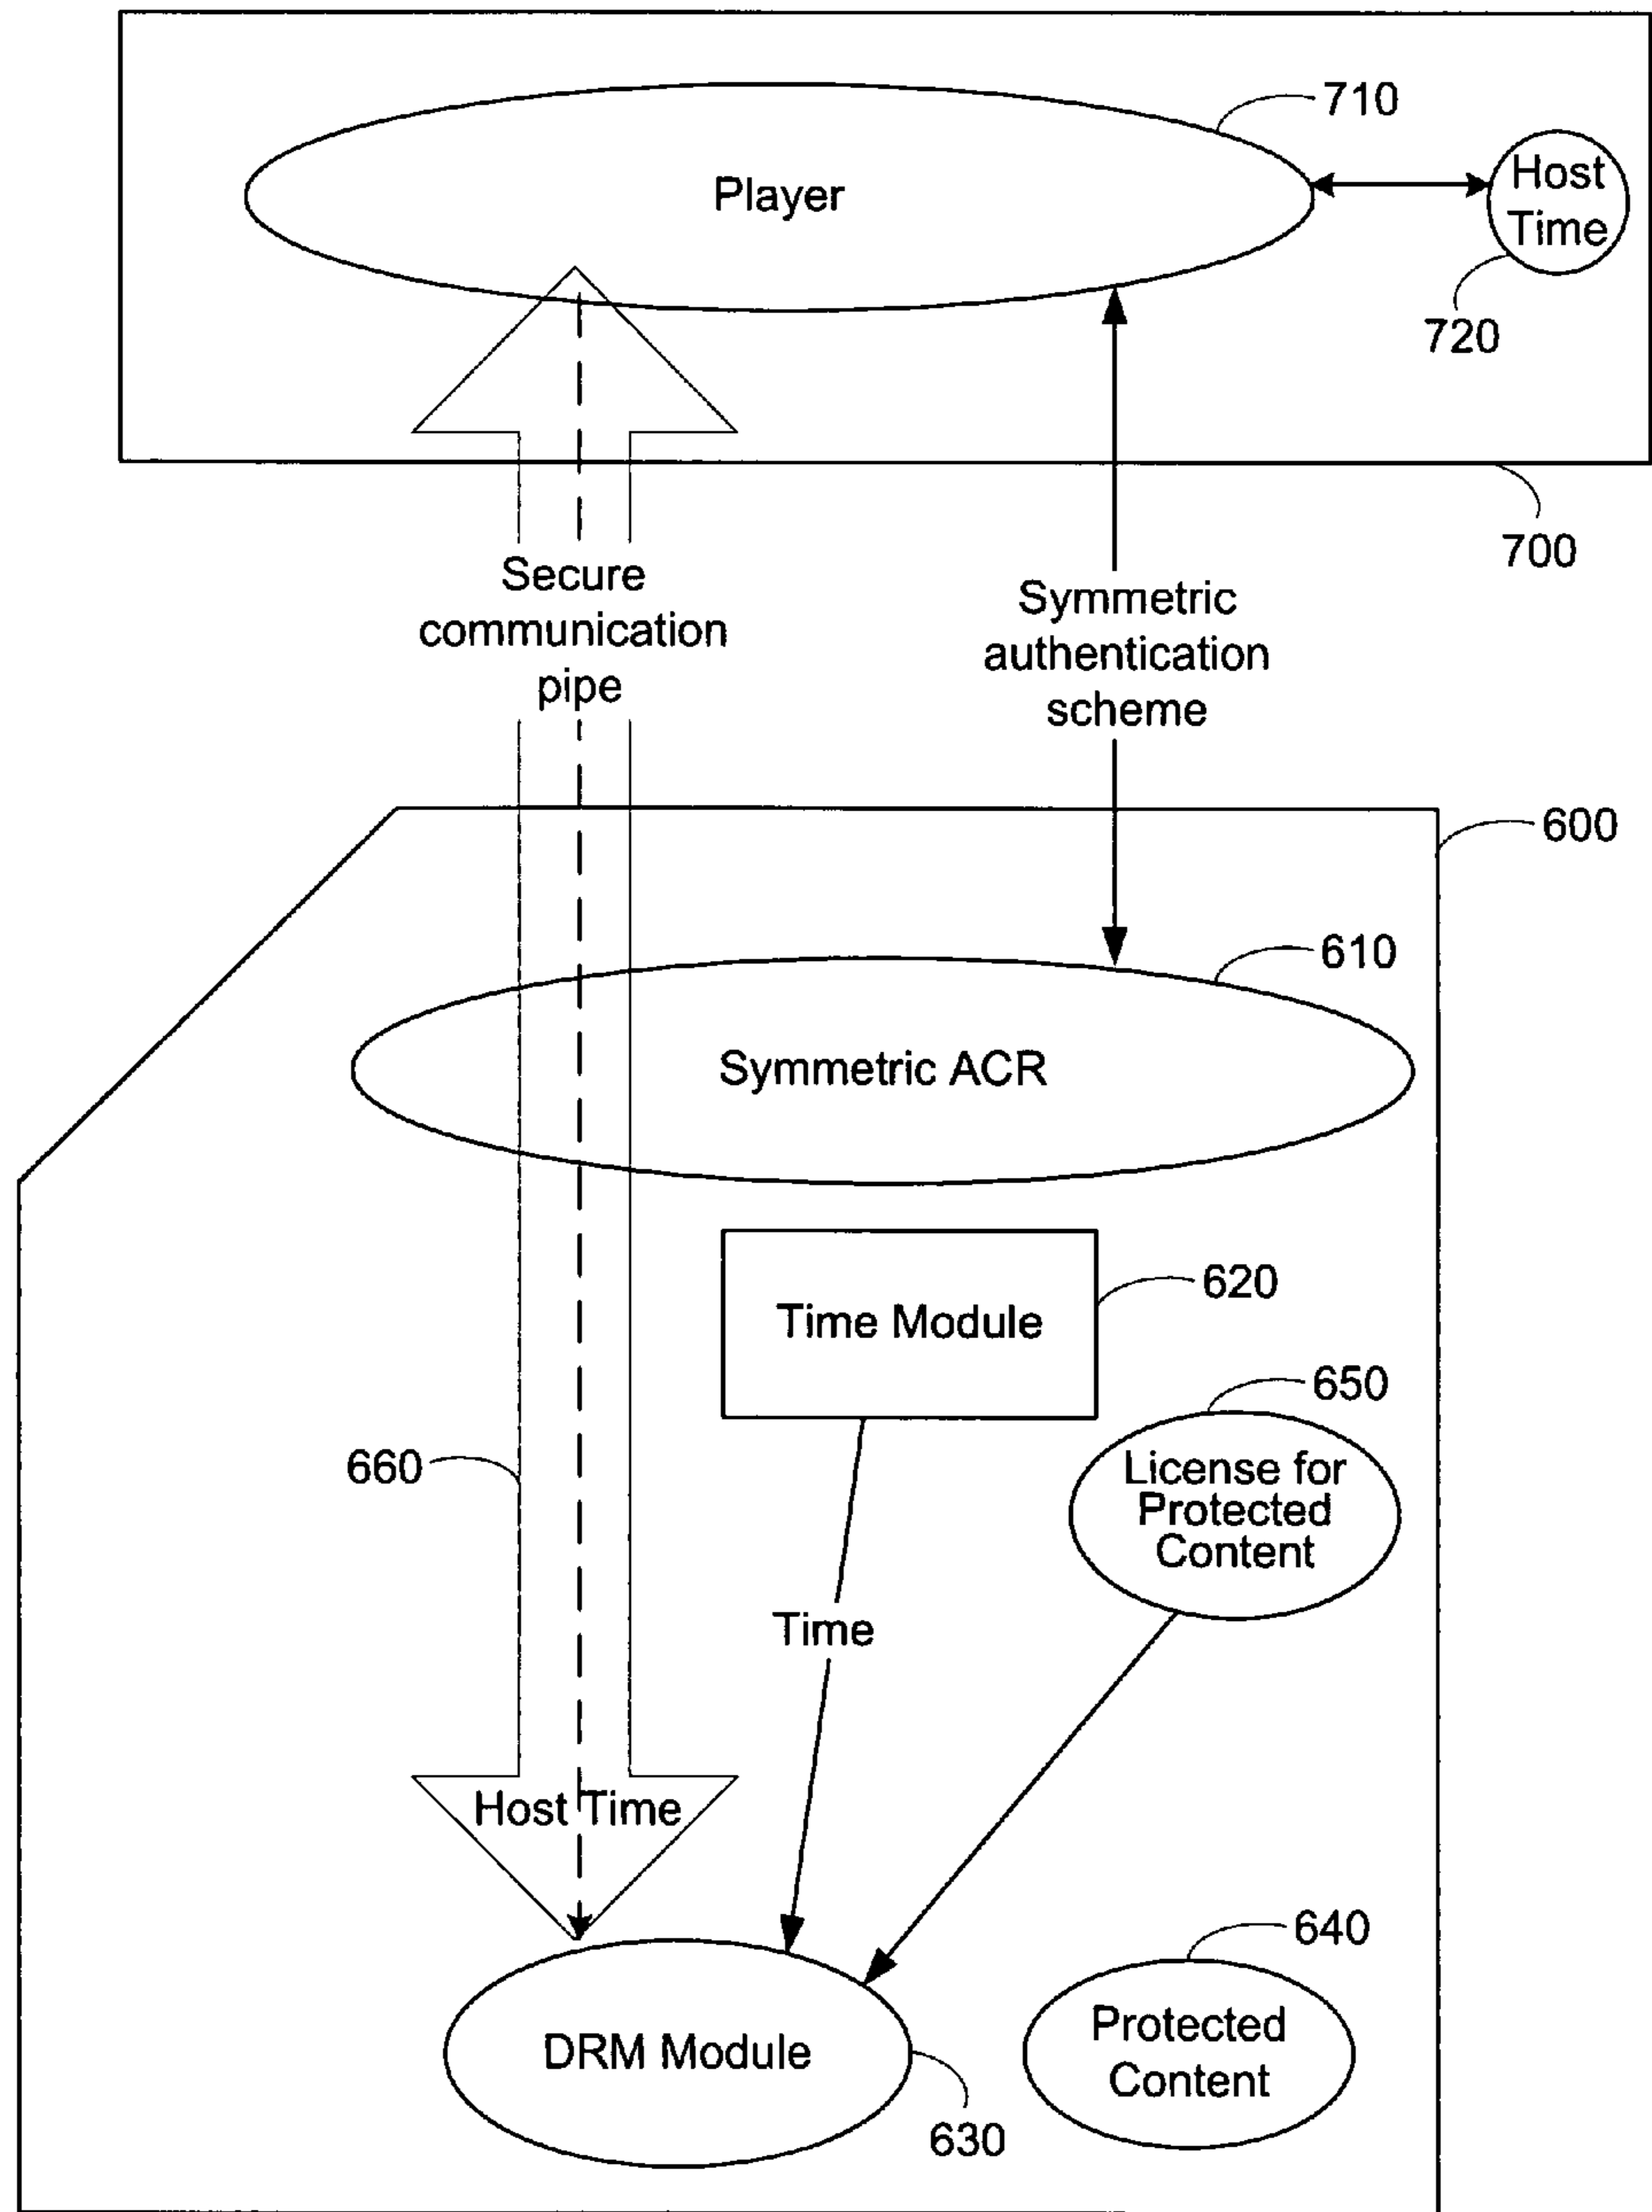 710
Player
Host
Time
720
700
Secure
communication
pipe
Symmetric
authentication
scheme
600
610
Symmetric ACR
620
Time Module
650
License for
Protected
Content
660
Time
Host Time
640
Protected
Content
DRM Module
630